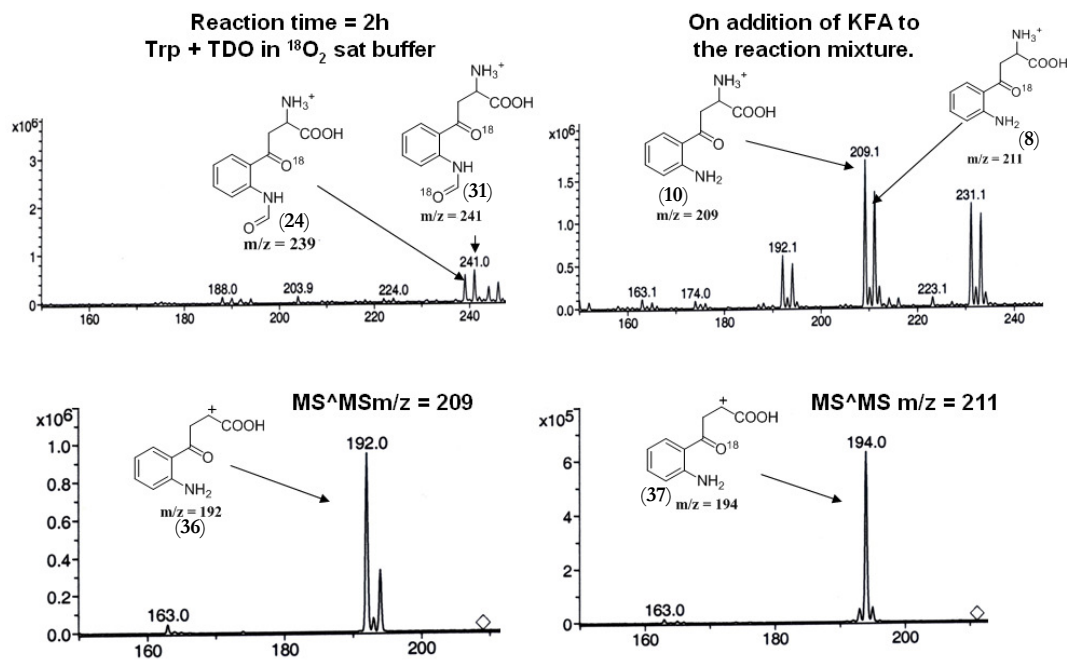 Reaction time = 2h
Trp + TDO in ¹⁸O₂ sat buffer
NH₃⁺
COOH
O¹⁸
NH
O
(24)
m/z = 239
NH₃⁺
COOH
O¹⁸
NH
¹⁸O
(31)
m/z = 241
x10⁶
3
2
1
0
188.0
203.9
224.0
241.0
160
180
200
220
240
On addition of KFA to
the reaction mixture.
NH₃⁺
COOH
O
NH₂
(10)
m/z = 209
NH₃⁺
COOH
O¹⁸
NH₂
(8)
m/z = 211
x10⁶
1.5
1.0
0.5
0.0
163.1
174.0
192.1
209.1
223.1
231.1
160
180
200
220
240
MS^MSm/z = 209
+
COOH
O
NH₂
m/z = 192
(36)
x10⁶
1.0
0.8
0.6
0.4
0.2
0.0
163.0
192.0
160
180
200
MS^MS m/z = 211
+
COOH
O¹⁸
NH₂
(37)
m/z = 194
x10⁵
6
4
2
0
163.0
194.0
160
180
200